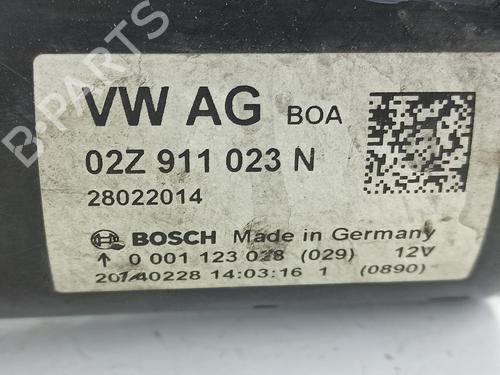 B-PARTS
VW AG BOA
02Z 911 023 N
28022014
BOSCH Made in Germany
↑ 0 001 123 028 (029) 12V
20140228 14:03:16 1 (0890)